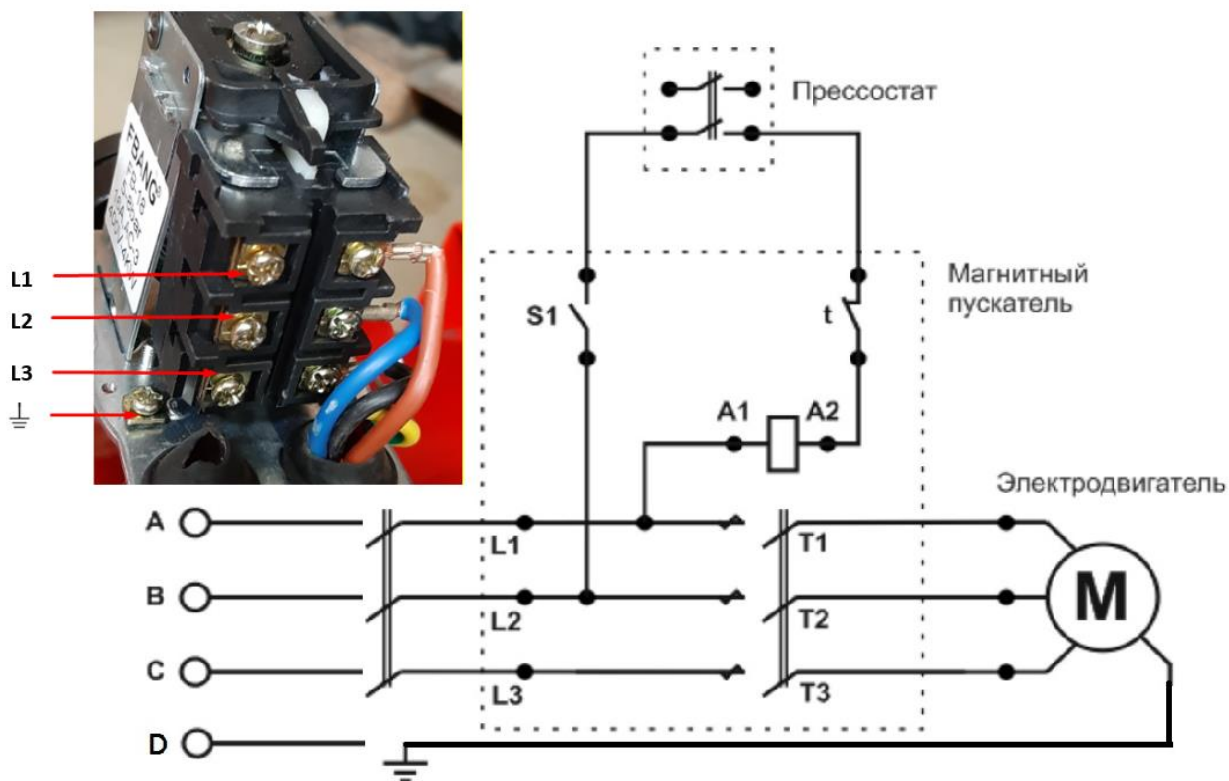 FBANG
L1
L2
L3
Прессостат
Магнитный
пускатель
S1
t
A1 A2
Электродвигатель
A
L1
T1
B
L2
T2
M
C
L3
T3
D